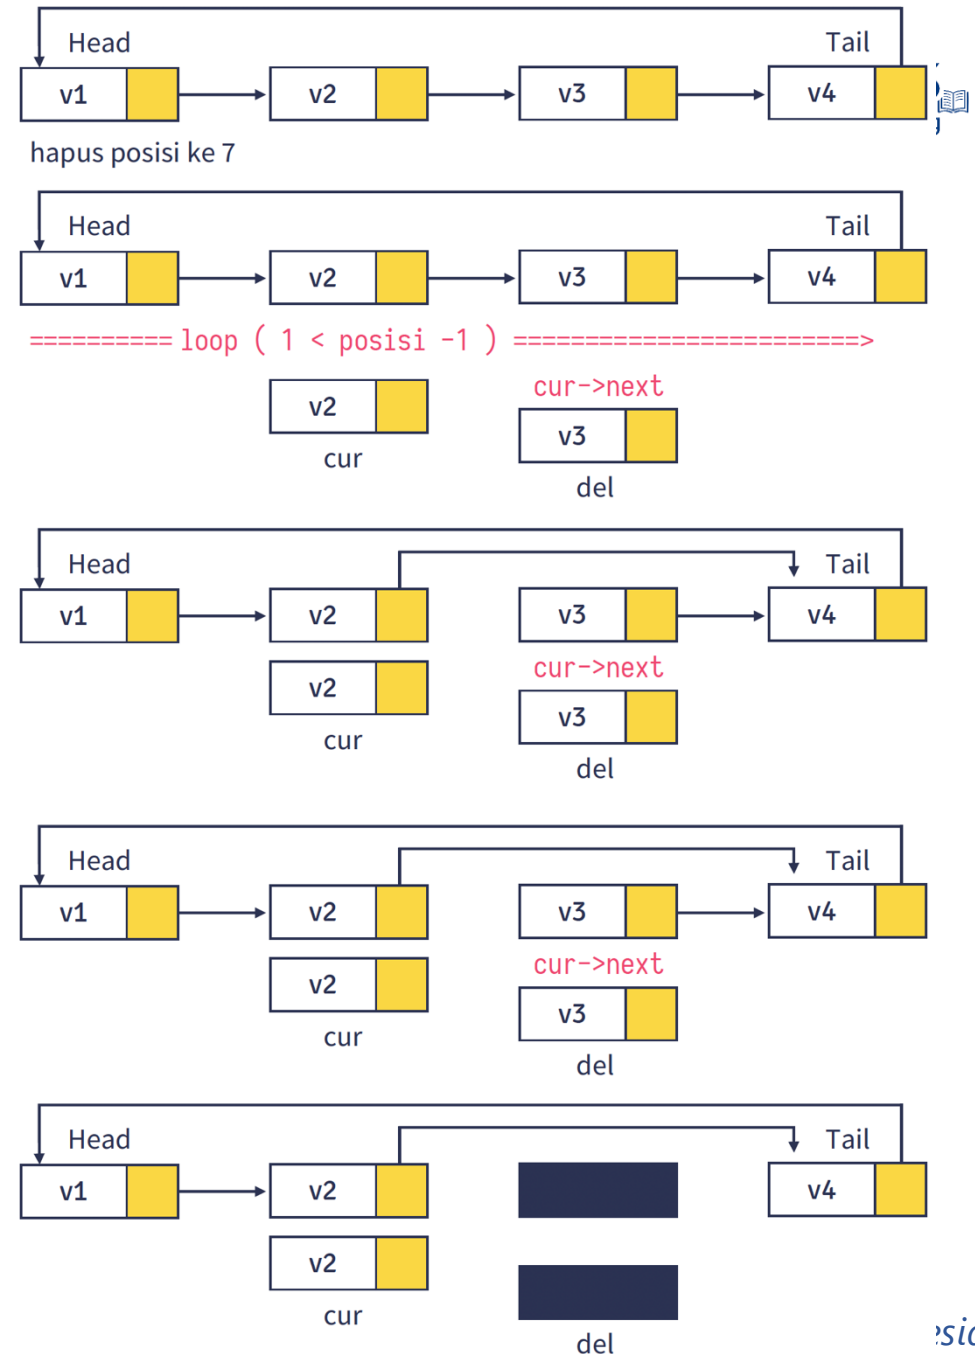 Head Tail
v1 v2 v3 v4
hapus posisi ke 7
Head Tail
v1 v2 v3 v4
========== loop ( 1 < posisi -1 ) ========================>
cur->next
v2 v3
cur
del
Head Tail
v1 v2 v3 v4
cur->next
v2 v3
cur
del
Head Tail
v1 v2 v3 v4
cur->next
v2 v3
cur
del
Head Tail
v1 v2 v4
v2
cur
del